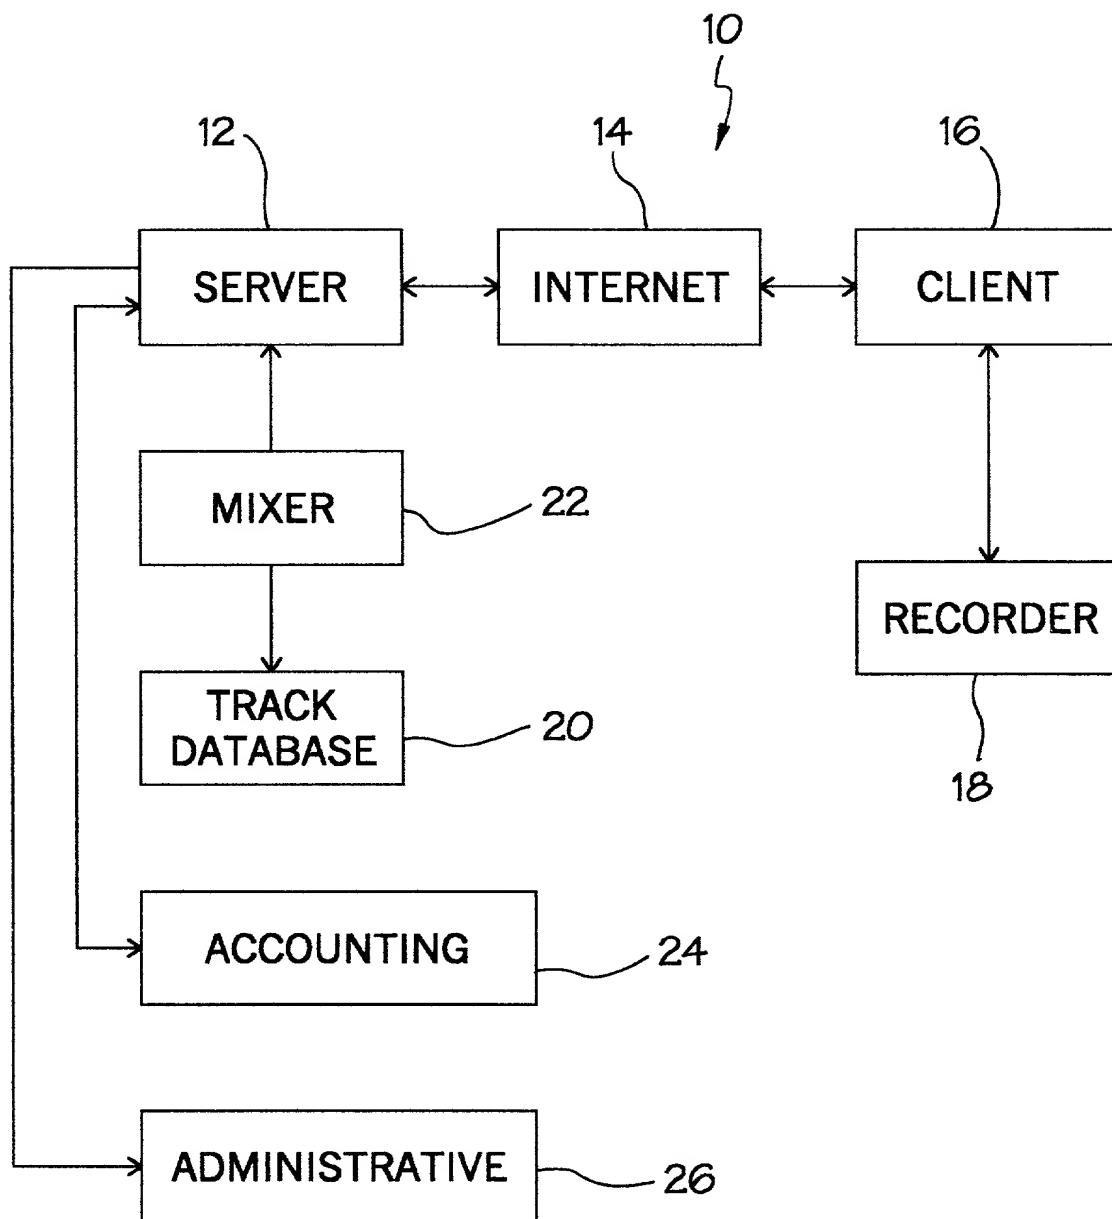 10
12
14
16
SERVER
INTERNET
CLIENT
MIXER
22
RECORDER
18
TRACK
DATABASE
20
ACCOUNTING
24
ADMINISTRATIVE
26